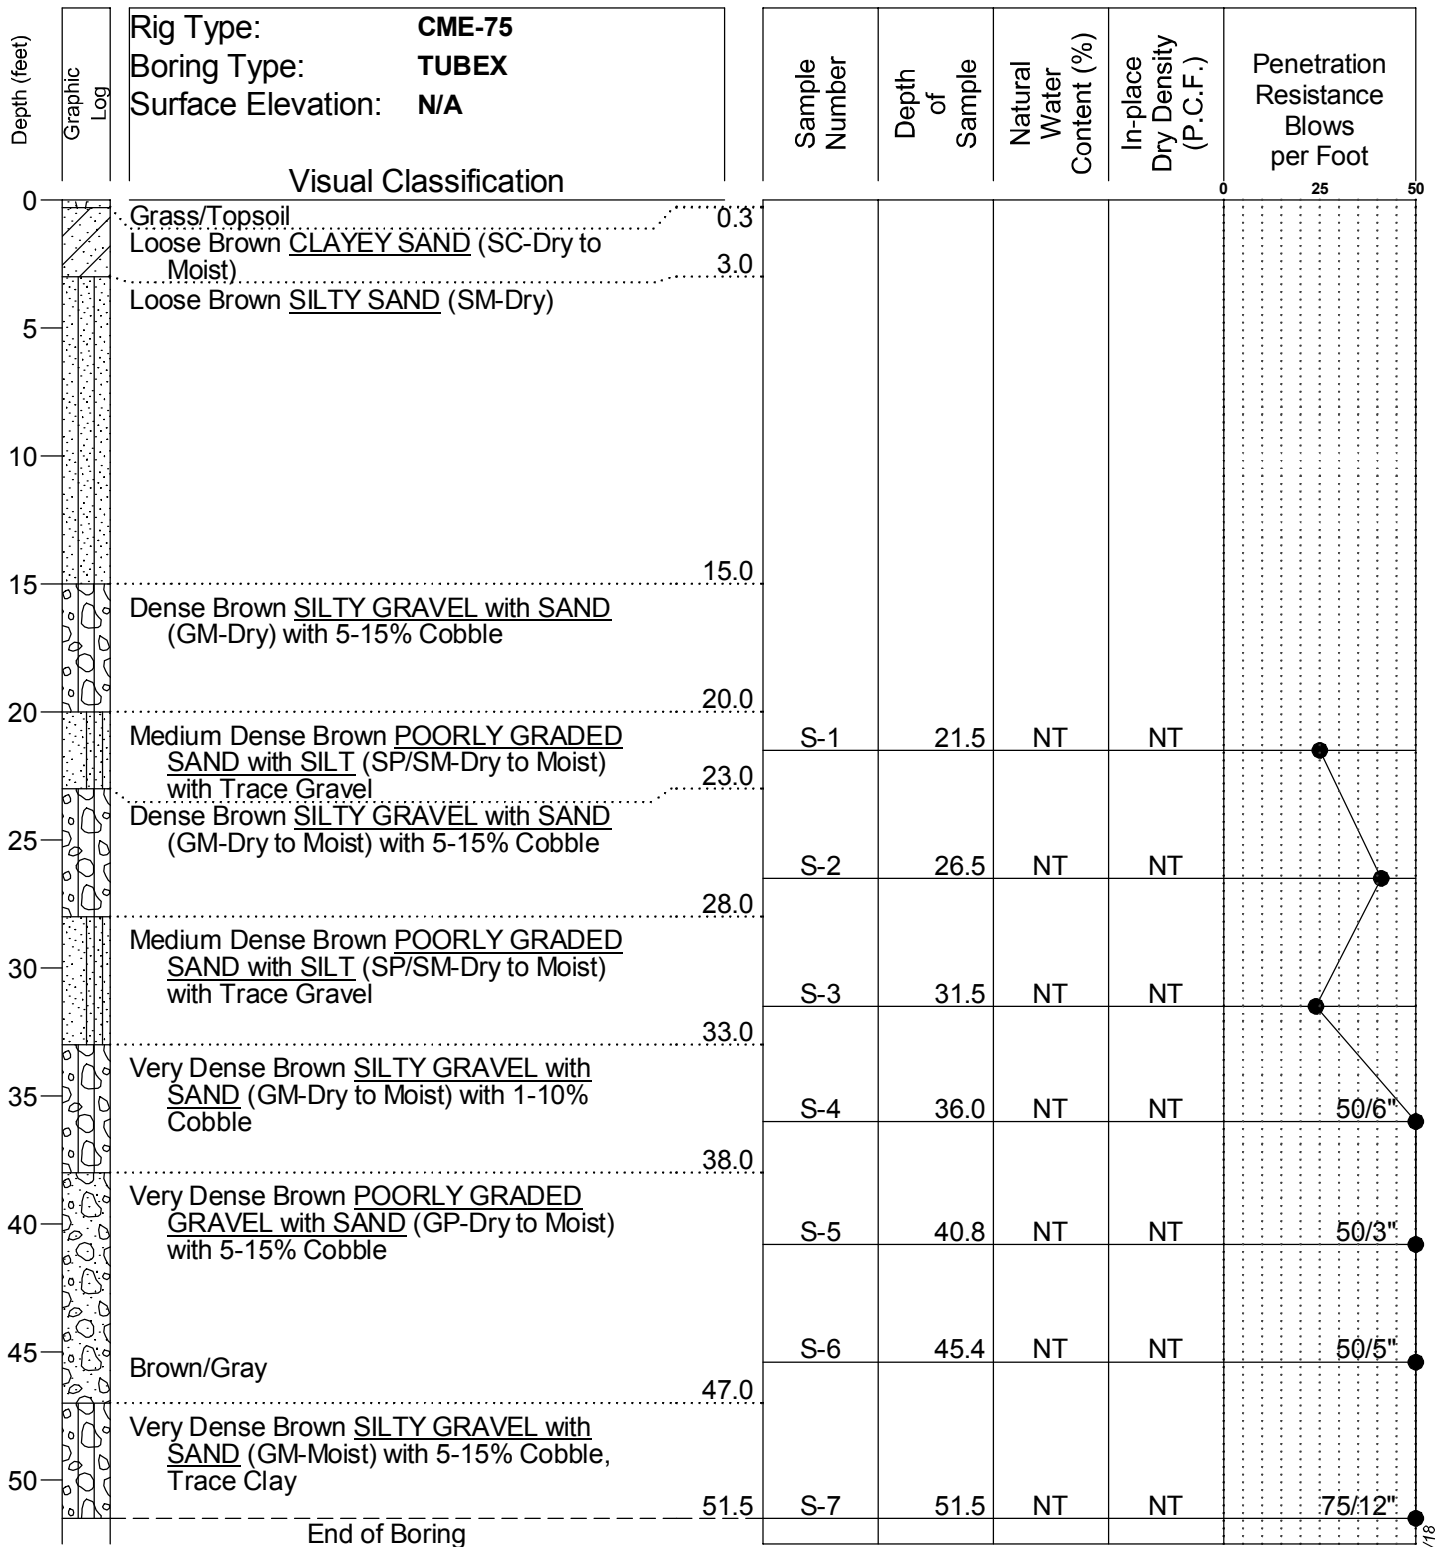 Depth (feet)
Graphic
Log
Rig Type: CME-75
Boring Type: TUBEX
Surface Elevation: N/A
Visual Classification
Sample
Number
Depth
of
Sample
Natural
Water
Content (%)
In-place
Dry Density
(P.C.F.)
Penetration
Resistance
Blows
per Foot
0 25 50
0
Grass/Topsoil 0.3
Loose Brown CLAYEY SAND (SC-Dry to
Moist) 3.0
Loose Brown SILTY SAND (SM-Dry)
5
10
15.0
15
Dense Brown SILTY GRAVEL with SAND
(GM-Dry) with 5-15% Cobble
20.0
20
Medium Dense Brown POORLY GRADED
SAND with SILT (SP/SM-Dry to Moist)
with Trace Gravel 23.0
S-1 21.5 NT NT
Dense Brown SILTY GRAVEL with SAND
(GM-Dry to Moist) with 5-15% Cobble
25
S-2 26.5 NT NT
28.0
Medium Dense Brown POORLY GRADED
SAND with SILT (SP/SM-Dry to Moist)
with Trace Gravel
30
S-3 31.5 NT NT
33.0
Very Dense Brown SILTY GRAVEL with
SAND (GM-Dry to Moist) with 1-10%
Cobble
35
S-4 36.0 NT NT 50/6"
38.0
Very Dense Brown POORLY GRADED
GRAVEL with SAND (GP-Dry to Moist)
with 5-15% Cobble
40
S-5 40.8 NT NT 50/3"
45
S-6 45.4 NT NT 50/5"
Brown/Gray
47.0
Very Dense Brown SILTY GRAVEL with
SAND (GM-Moist) with 5-15% Cobble,
Trace Clay
50
51.5 S-7 51.5 NT NT 75/12"
End of Boring
/18